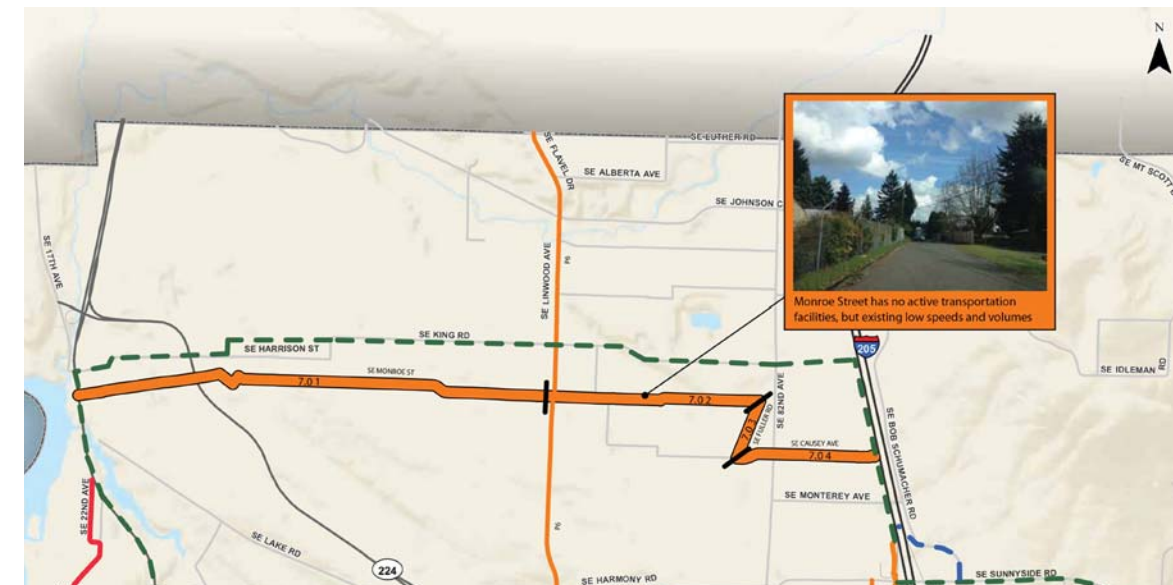 N
SE EUTHER RD
SE FLAVEL DR
SE ALBERTA AVE
SE MT SCOTT
SE JOHNSON C
SE 17TH AVE
SE LINWOOD AVE
P6
Monroe Street has no active transportation
facilities, but existing low speeds and volumes
SE KING RD
SE HARRISON ST
205
SE IDLEMAN RD
SE MONROE ST
7.01
7.02
SE 82ND AVE
7.03
SE FULLER RD
SE CAUSEY AVE
7.04
SE BOB SCHUMACHER RD
SE MONTEREY AVE
SE 22ND AVE
P6
SE LAKE RD
224
SE HARMONY RD
SE SUNNYSIDE RD